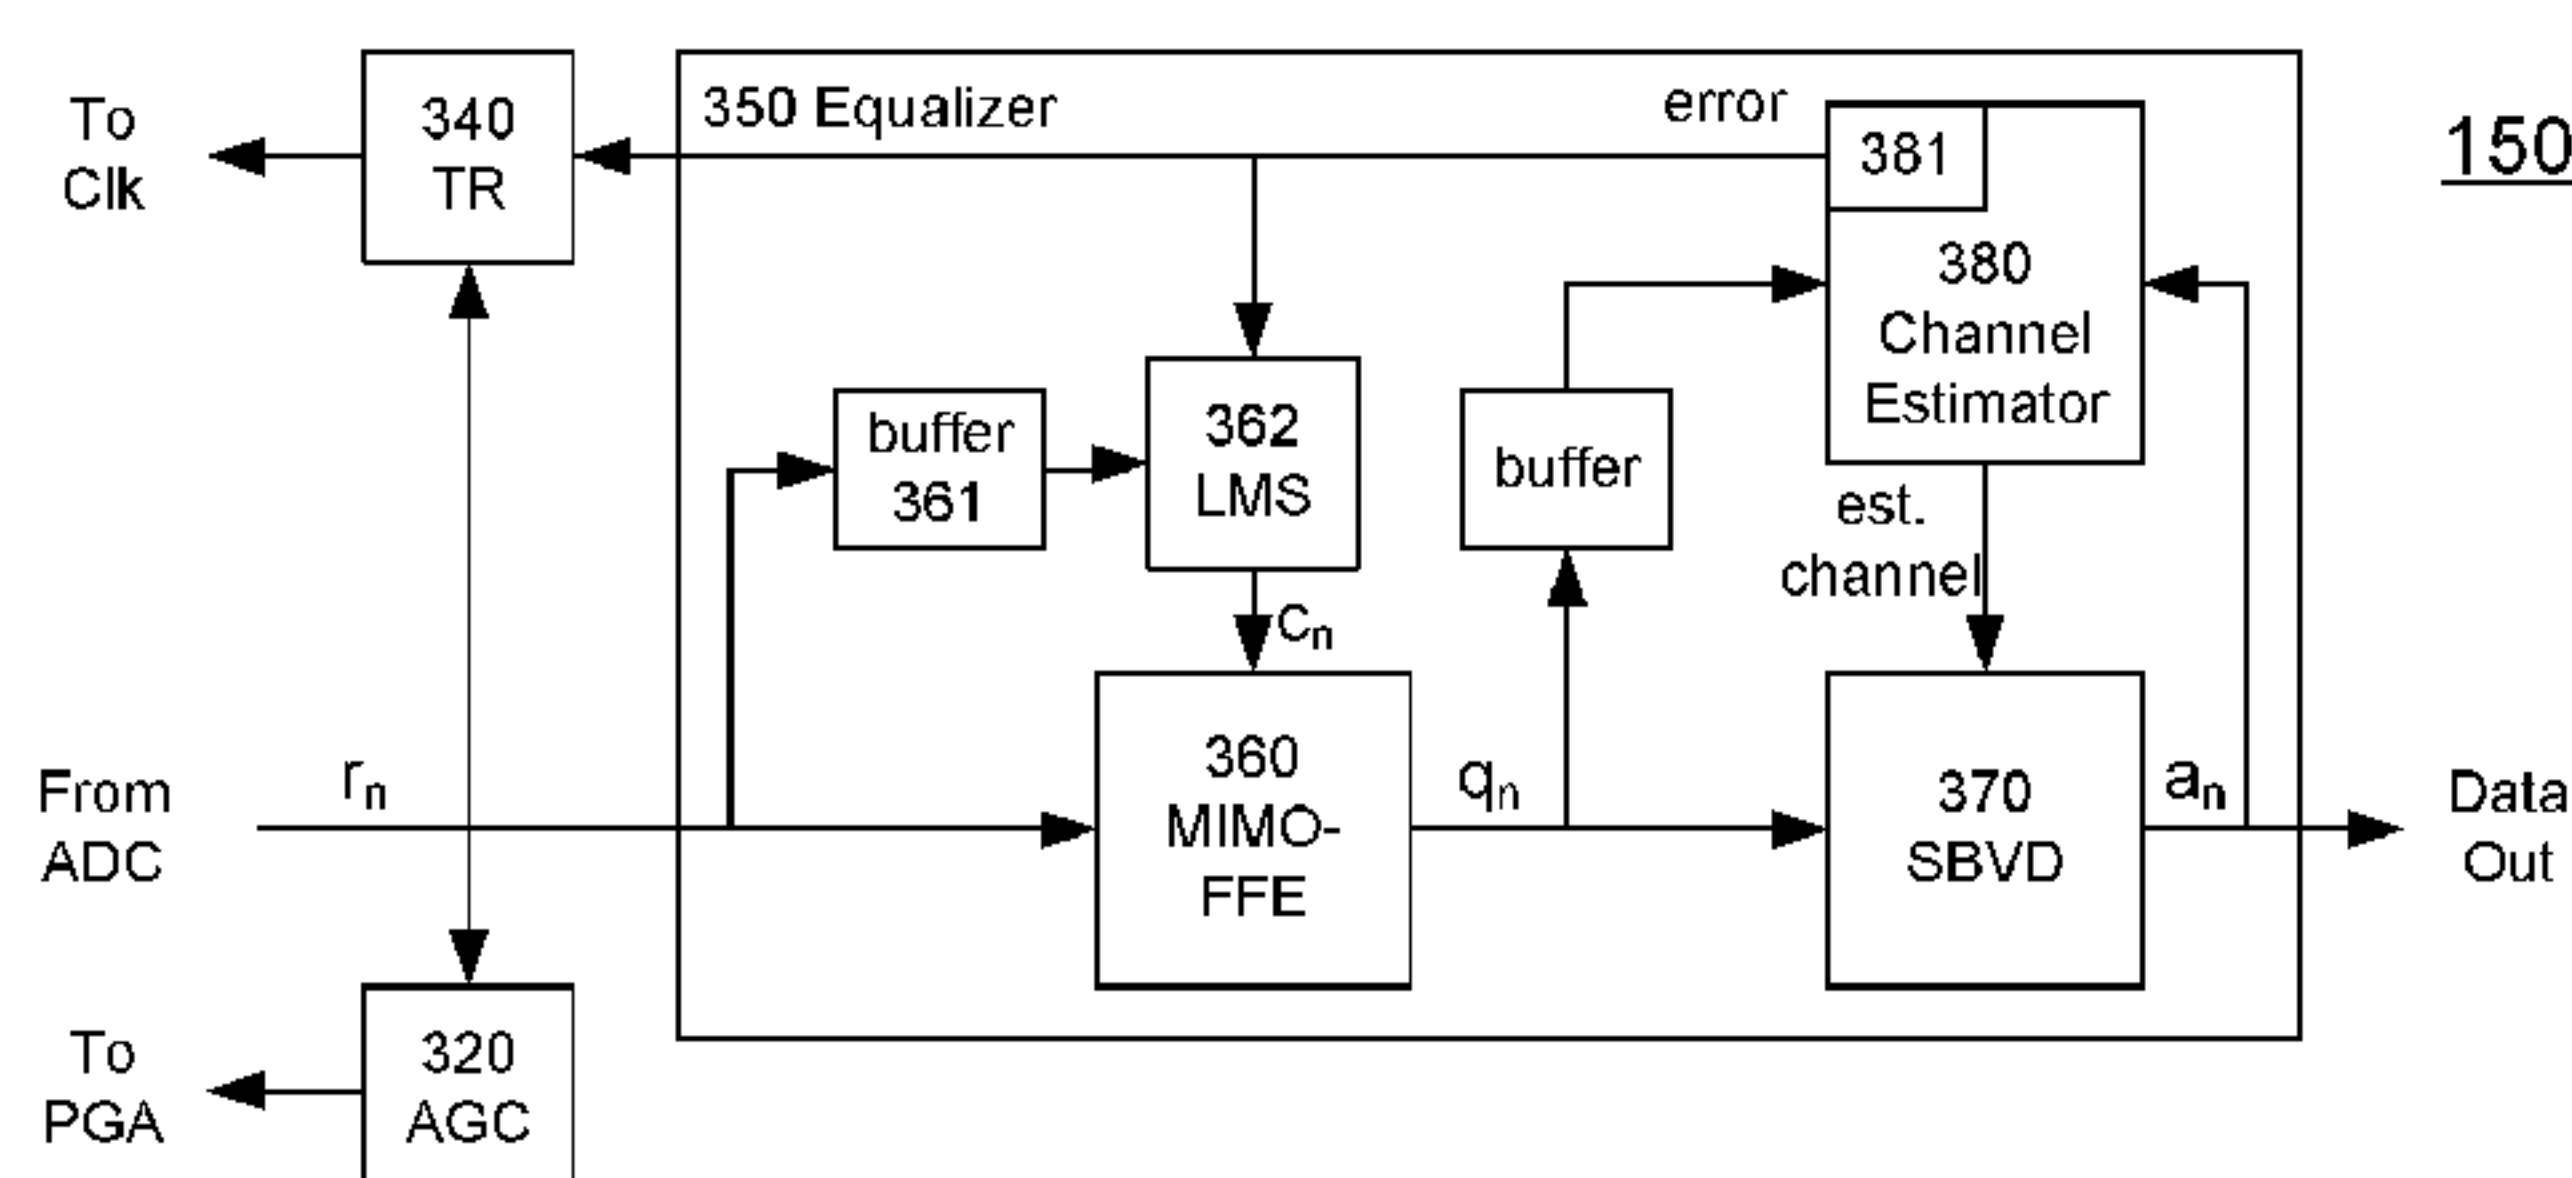 To
Clk
340
TR
350 Equalizer
error
381
150
380
Channel
Estimator
buffer
361
362
LMS
buffer
est.
channel
cn
From
ADC
rn
360
MIMO-
FFE
qn
370
SBVD
an
Data
Out
To
PGA
320
AGC